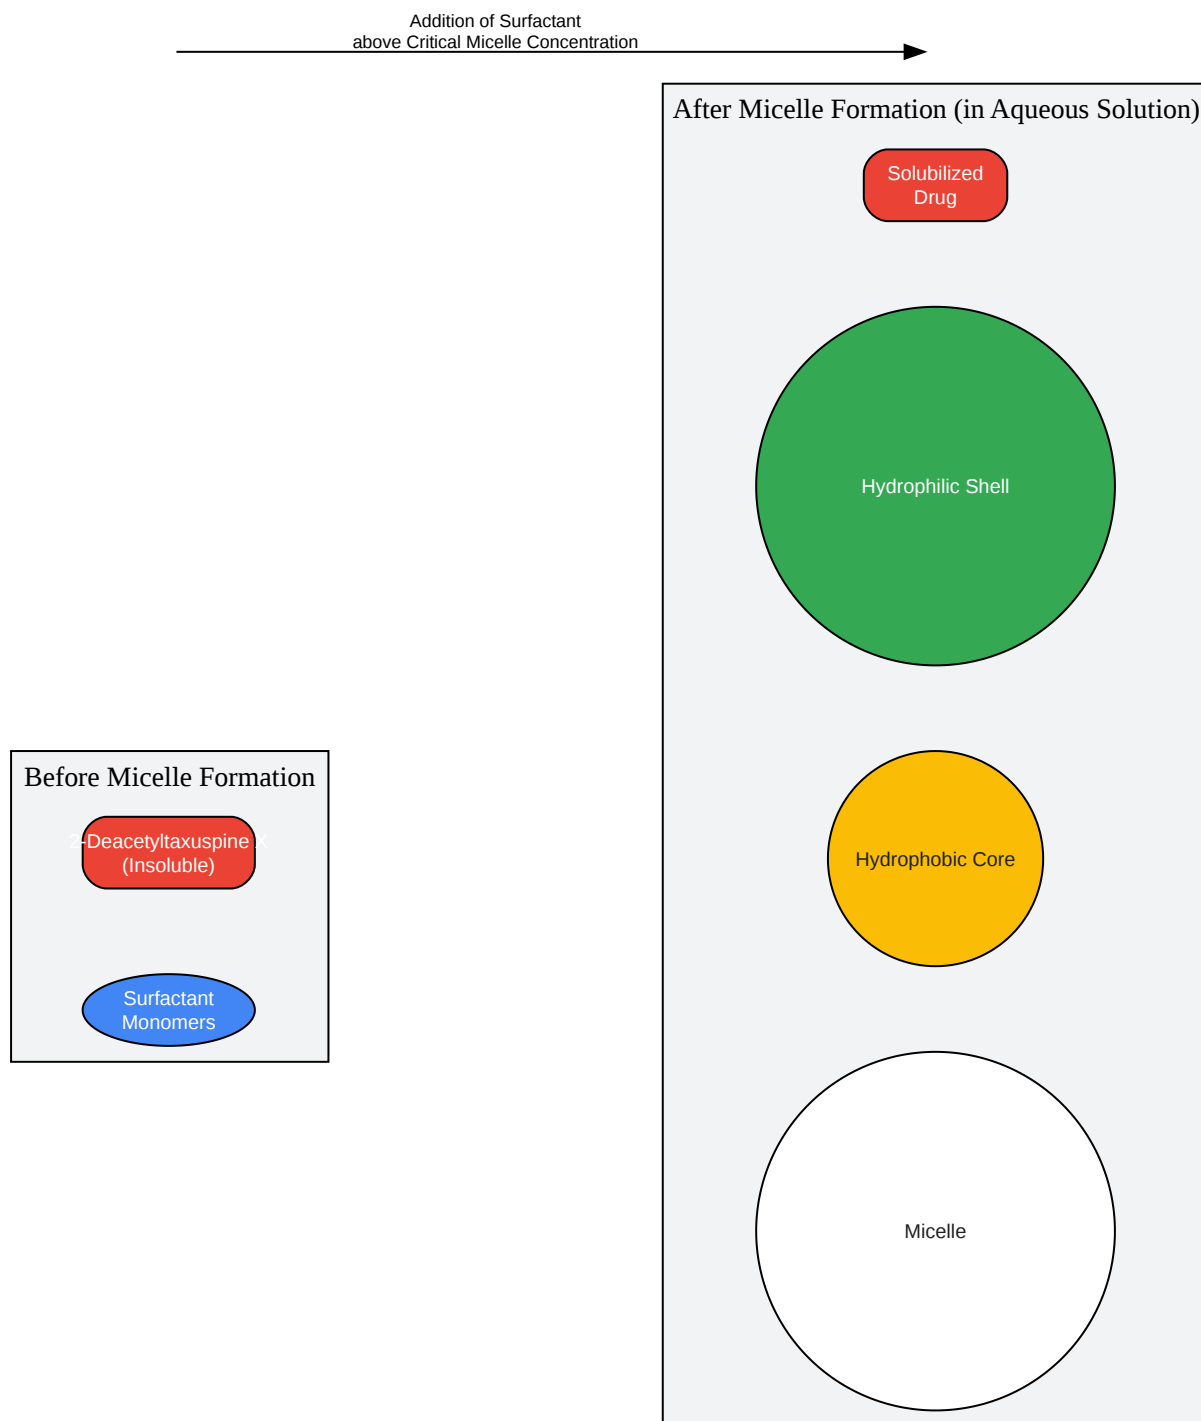 Addition of Surfactant
above Critical Micelle Concentration
After Micelle Formation (in Aqueous Solution)
Solubilized
Drug
Hydrophilic Shell
Before Micelle Formation
2-Deacetyltaxuspine X
(Insoluble)
Hydrophobic Core
Surfactant
Monomers
Micelle